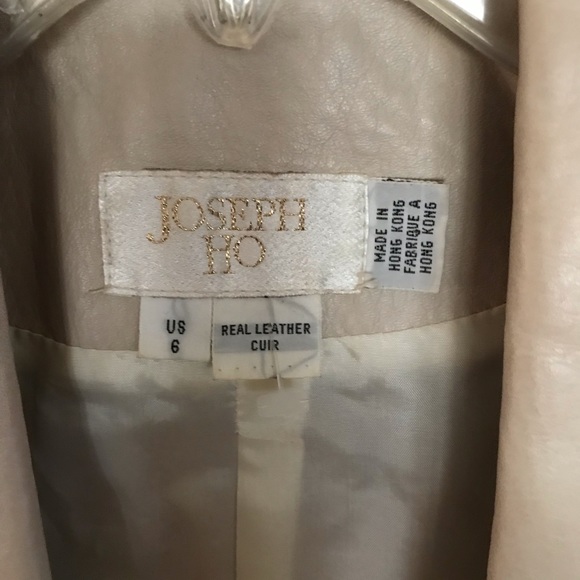 JOSEPH
HO
MADE IN
HONG KONG
FABRIQUE A
HONG KONG
US
6
REAL LEATHER
CUIR